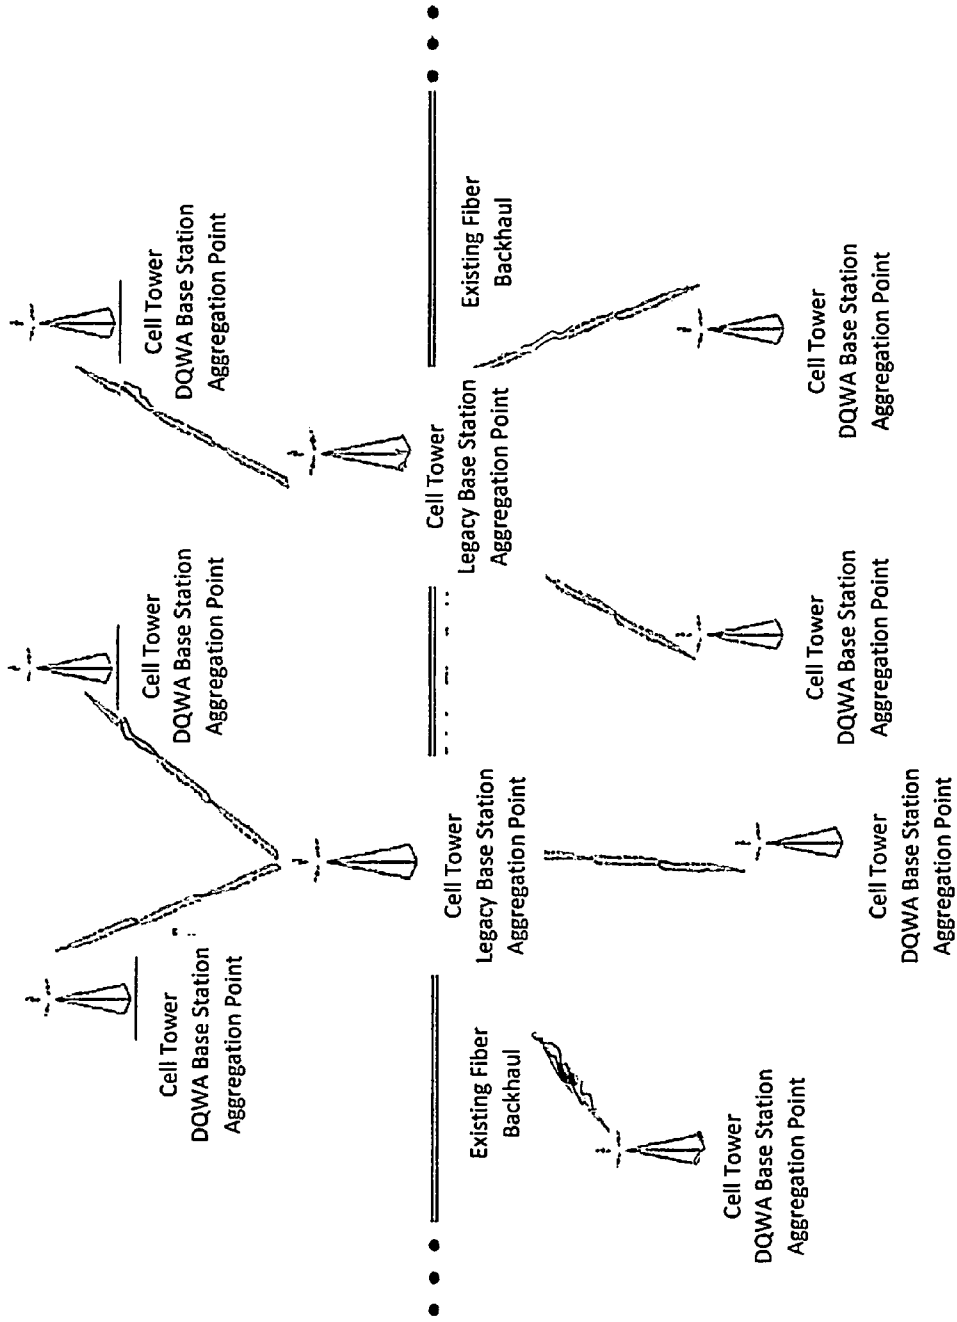 Cell Tower
DQWA Base Station
Aggregation Point
Cell Tower
DQWA Base Station
Aggregation Point
Cell Tower
DQWA Base Station
Aggregation Point
Existing Fiber
Backhaul
Cell Tower
Legacy Base Station
Aggregation Point
Cell Tower
Legacy Base Station
Aggregation Point
Existing Fiber
Backhaul
Cell Tower
DQWA Base Station
Aggregation Point
Cell Tower
DQWA Base Station
Aggregation Point
Cell Tower
DQWA Base Station
Aggregation Point
Cell Tower
DQWA Base Station
Aggregation Point